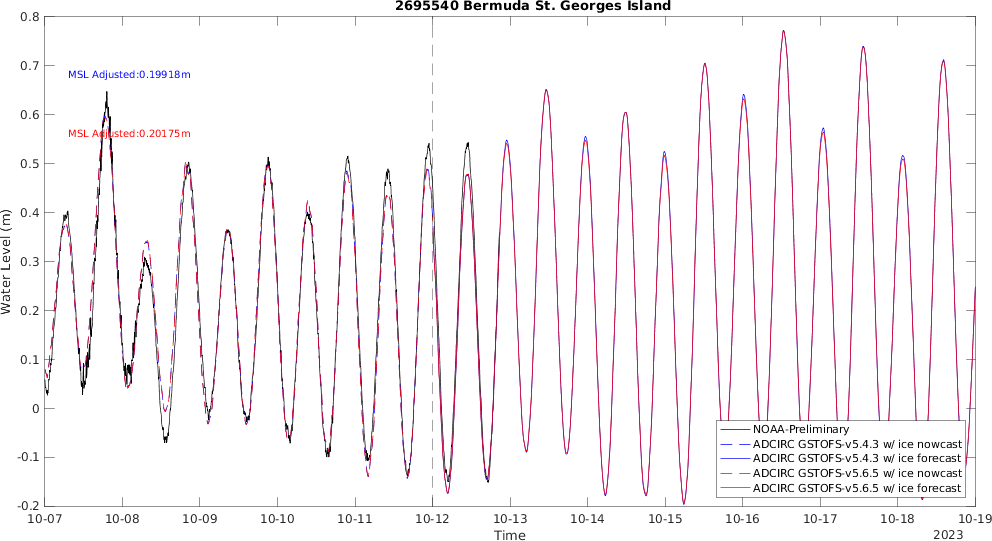 2695540 Bermuda St. Georges Island
0.8
0.7
0.6
0.5
0.4
0.3
0.2
0.1
0
-0.1
-0.2
Water Level (m)
MSL Adjusted:0.19918m
MSL Adjusted:0.20175m
NOAA-Preliminary
ADCIRC GSTOFS-v5.4.3 w/ ice nowcast
ADCIRC GSTOFS-v5.4.3 w/ ice forecast
ADCIRC GSTOFS-v5.6.5 w/ ice nowcast
ADCIRC GSTOFS-v5.6.5 w/ ice forecast
10-07 10-08 10-09 10-10 10-11 10-12 10-13 10-14 10-15 10-16 10-17 10-18 10-19
Time
2023